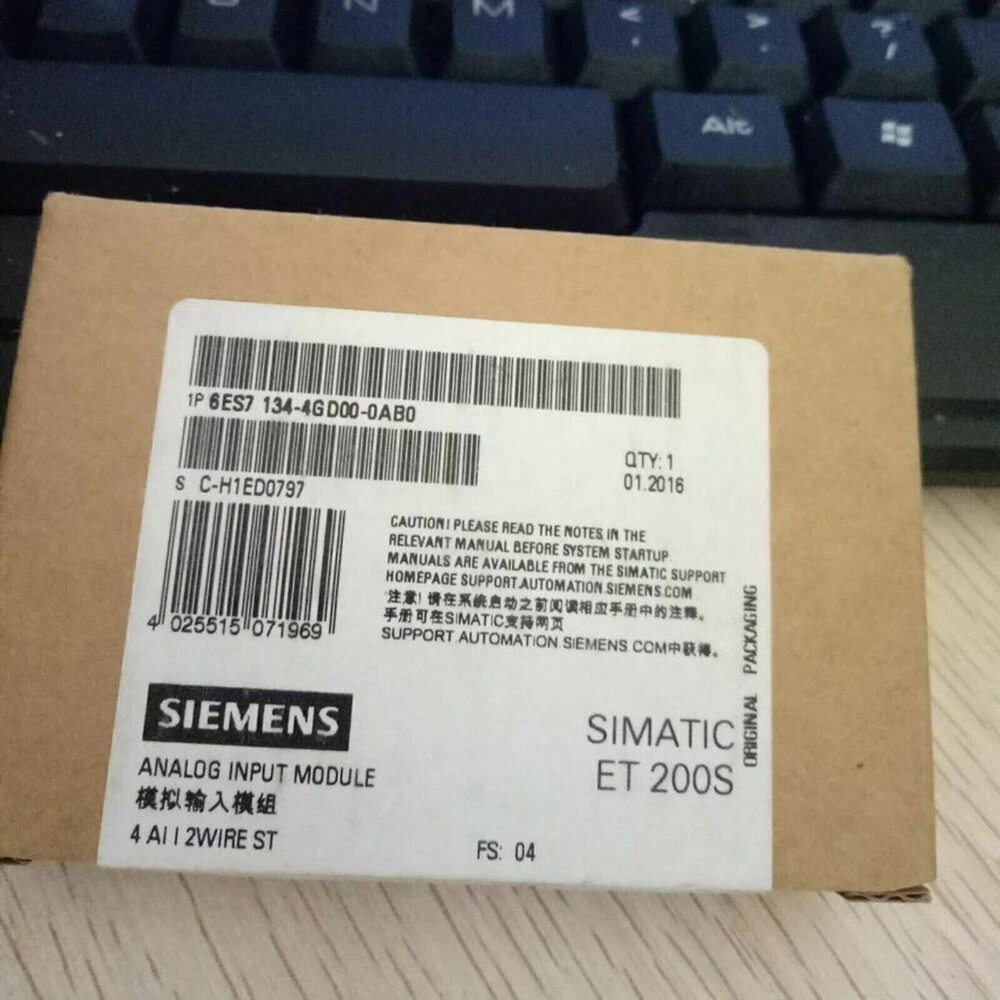 N M < >
, .
?
/
Alt
1P 6ES7 134-4GD00-0AB0
S C-H1ED0797
QTY: 1
01.2016
CAUTION! PLEASE READ THE NOTES IN THE
RELEVANT MANUAL BEFORE SYSTEM STARTUP.
MANUALS ARE AVAILABLE FROM THE SIMATIC SUPPORT
HOMEPAGE SUPPORT.AUTOMATION.SIEMENS.COM
注意! 请在系统启动之前阅读相应手册中的注释。
手册可在SIMATIC支持网页
SUPPORT.AUTOMATION.SIEMENS.COM中获得。
4 025515 071969
ORIGINAL PACKAGING
SIEMENS
SIMATIC
ET 200S
ANALOG INPUT MODULE
模拟输入模组
4 AI I 2WIRE ST
FS: 04